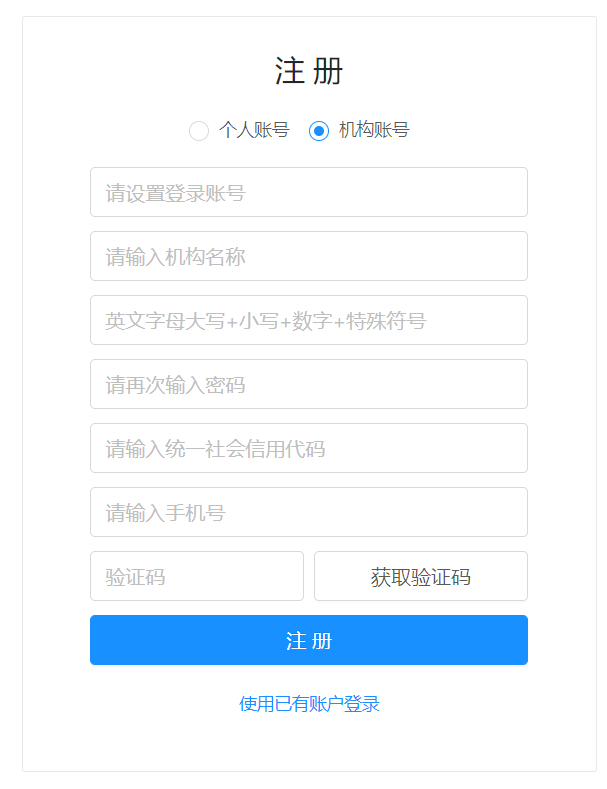 注 册
个人账号 机构账号
请设置登录账号
请输入机构名称
英文字母大写+小写+数字+特殊符号
请再次输入密码
请输入统一社会信用代码
请输入手机号
验证码 获取验证码
注 册
使用已有账户登录